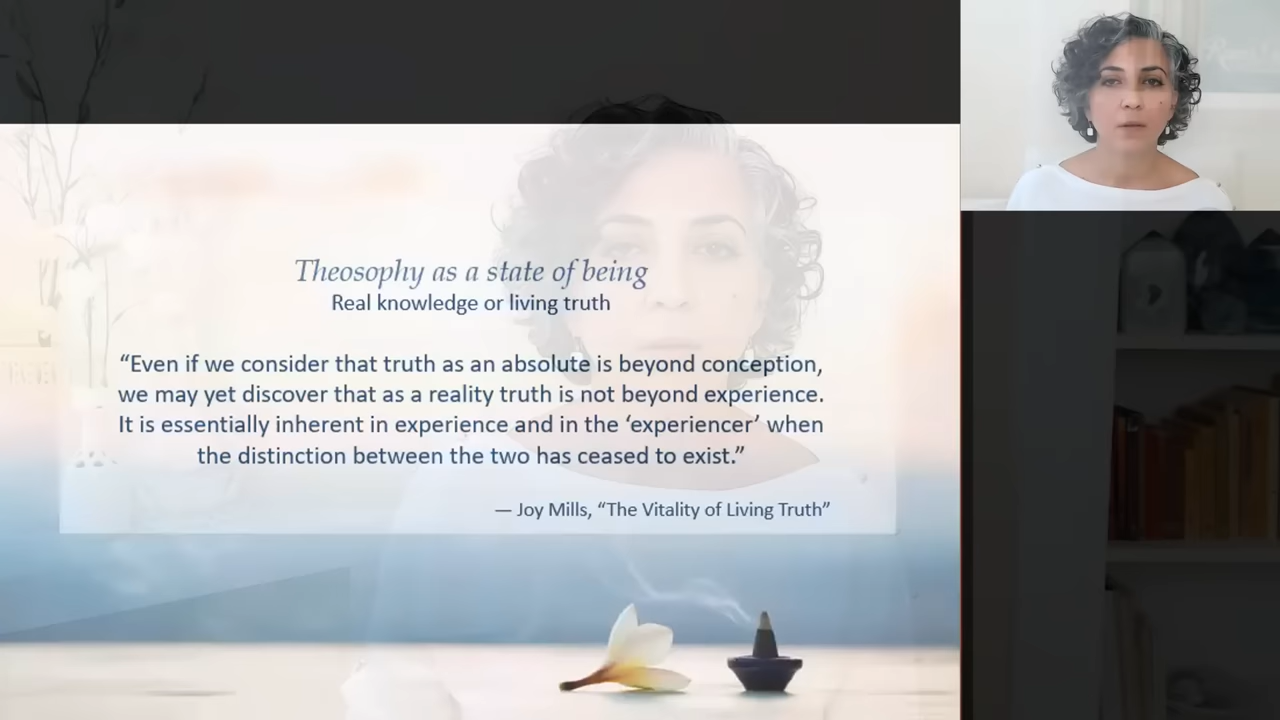 Theosophy as a state of being
Real knowledge or living truth
“Even if we consider that truth as an absolute is beyond conception,
we may yet discover that as a reality truth is not beyond experience.
It is essentially inherent in experience and in the ‘experiencer’ when
the distinction between the two has ceased to exist.”
— Joy Mills, “The Vitality of Living Truth”